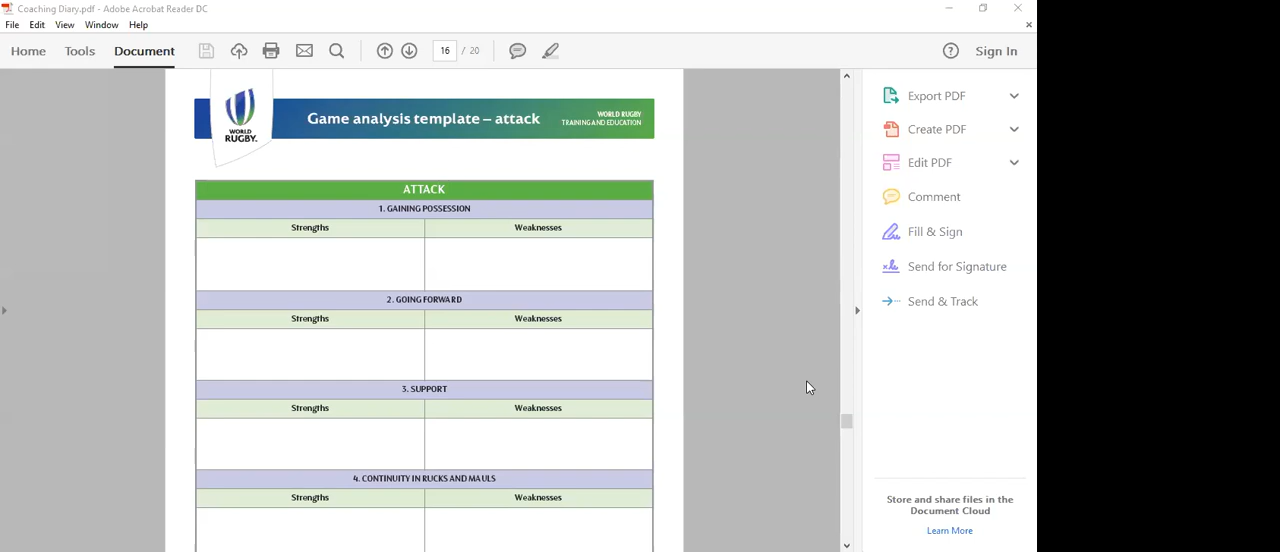 Coaching Diary.pdf - Adobe Acrobat Reader DC
File Edit View Window Help
Home Tools Document 16 / 20 Sign In
WORLD
RUGBY.
Game analysis template – attack
WORLD RUGBY
TRAINING AND EDUCATION
ATTACK
1. GAINING POSSESSION
Strengths Weaknesses
2. GOING FORWARD
Strengths Weaknesses
3. SUPPORT
Strengths Weaknesses
4. CONTINUITY IN RUCKS AND MAULS
Strengths Weaknesses
Export PDF
Create PDF
Edit PDF
Comment
Fill & Sign
Send for Signature
Send & Track
Store and share files in the
Document Cloud
Learn More